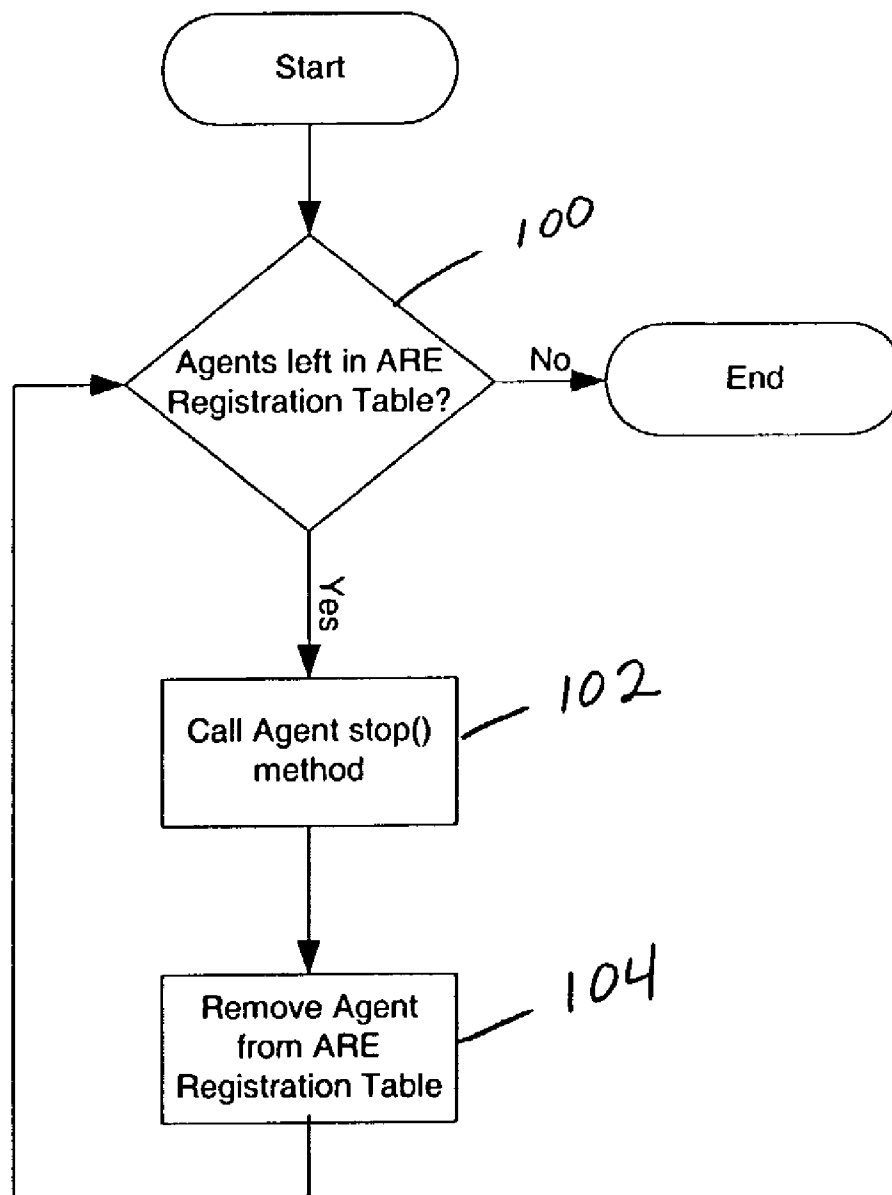 Start
100
Agents left in ARE
Registration Table?
No
End
Yes
102
Call Agent stop()
method
104
Remove Agent
from ARE
Registration Table